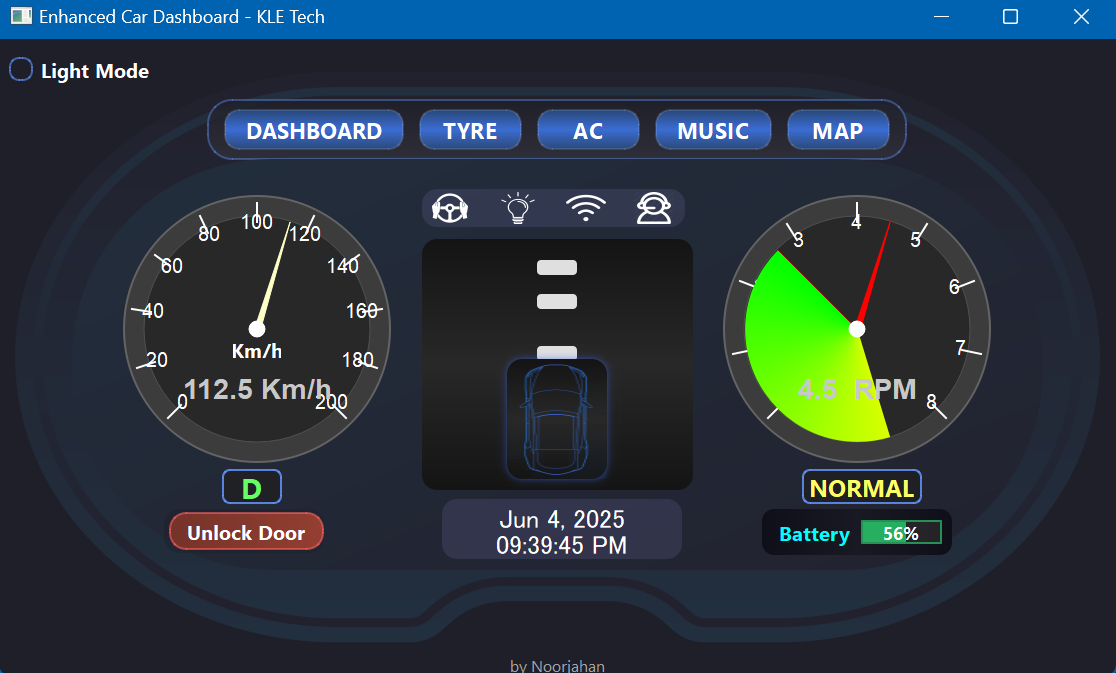 Enhanced Car Dashboard - KLE Tech
Light Mode
DASHBOARD TYRE AC MUSIC MAP
0 20 40 60 80 100 120 140 160 180 200
Km/h
112.5 Km/h
3 4 5 6 7 8
4.5 RPM
D
NORMAL
Unlock Door
Jun 4, 2025
09:39:45 PM
Battery 56%
by Noorjahan